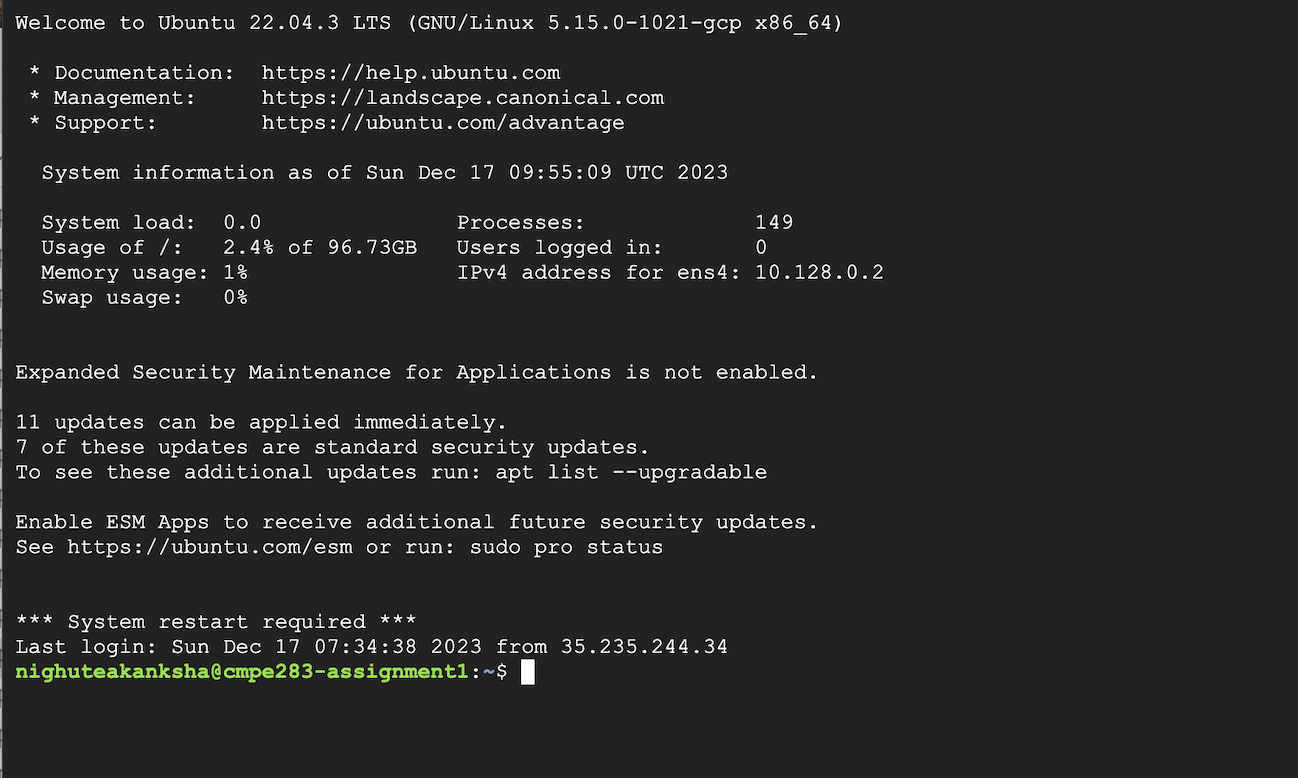 Welcome to Ubuntu 22.04.3 LTS (GNU/Linux 5.15.0-1021-gcp x86_64)
* Documentation:  https://help.ubuntu.com
* Management:     https://landscape.canonical.com
* Support:        https://ubuntu.com/advantage
System information as of Sun Dec 17 09:55:09 UTC 2023
System load:  0.0               Processes:             149
Usage of /:   2.4% of 96.73GB   Users logged in:       0
Memory usage: 1%                IPv4 address for ens4: 10.128.0.2
Swap usage:   0%
Expanded Security Maintenance for Applications is not enabled.
11 updates can be applied immediately.
7 of these updates are standard security updates.
To see these additional updates run: apt list --upgradable
Enable ESM Apps to receive additional future security updates.
See https://ubuntu.com/esm or run: sudo pro status
*** System restart required ***
Last login: Sun Dec 17 07:34:38 2023 from 35.235.244.34
nighuteakanksha@cmpe283-assignment1:~$